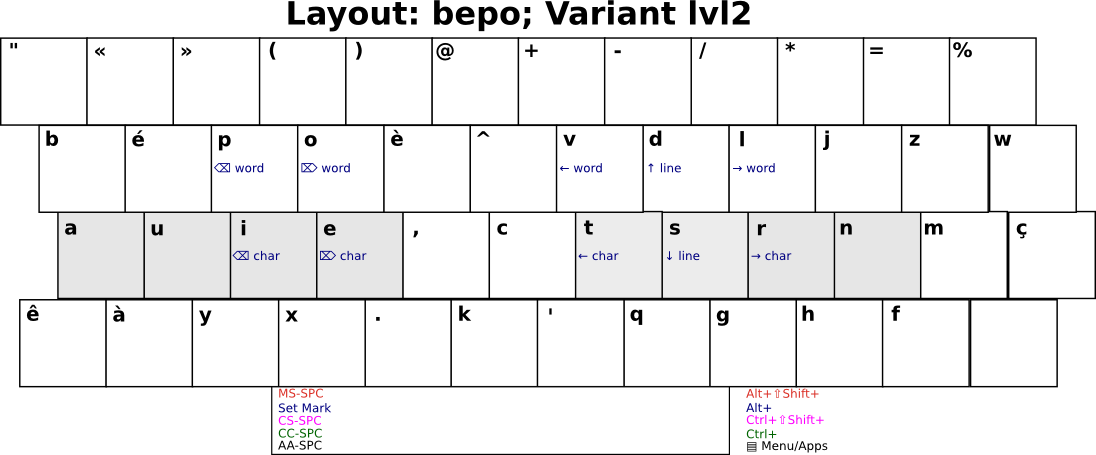 Layout: bepo; Variant lvl2
" « » ( ) @ + - / * = %
b é p o è ^ v d l j z w
⌫ word ⌦ word ← word ↑ line → word
a u i e , c t s r n m ç
⌫ char ⌦ char ← char ↓ line → char
ê à y x . k ' q g h f
MS-SPC Alt+⇧Shift+
Set Mark Alt+
CS-SPC Ctrl+⇧Shift+
CC-SPC Ctrl+
AA-SPC ▤ Menu/Apps